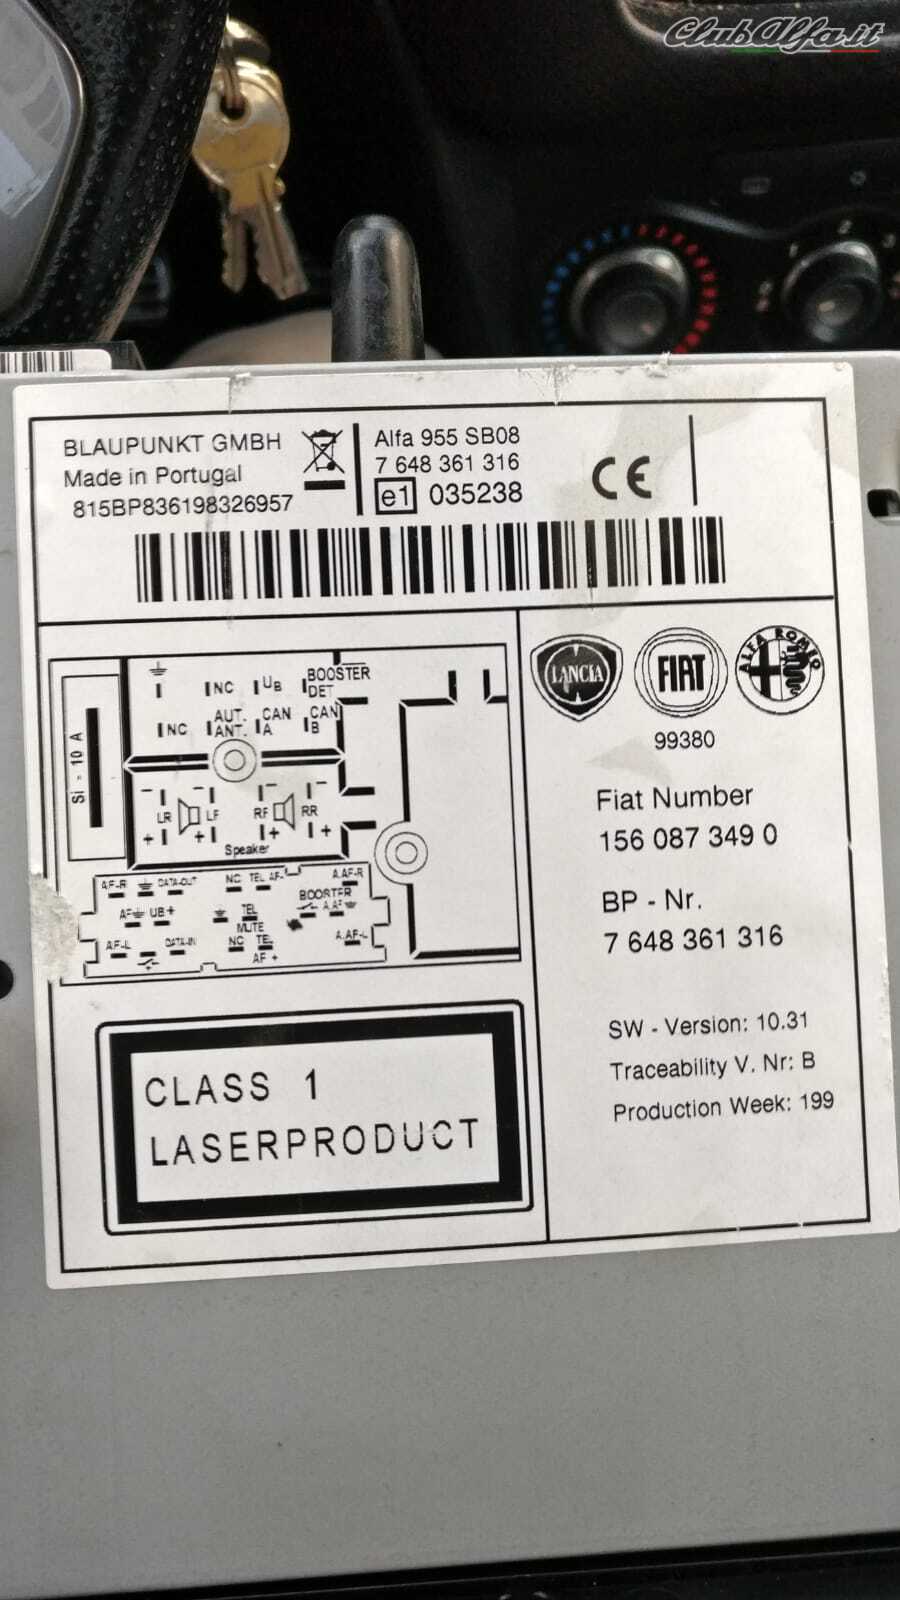 ClubAlfa.it
1 2 3
BLAUPUNKT GMBH
Made in Portugal
815BP836198326957
Alfa 955 SB08
7 648 361 316
e1 035238
CE
LANCIA
FIAT
ALFA ROMEO
99380
Fiat Number
156 087 349 0
BP - Nr.
7 648 361 316
SW - Version: 10.31
Traceability V. Nr: B
Production Week: 199
Si - 10 A
NC UB BOOSTER DET
NC AUT. ANT. CAN A CAN B
- - - -
LR LF RF RR
+ + + +
Speaker
AF-R DATA-OUT NC TEL AF- A.AF-R
AF UB+ TEL MUTE BOOSTER A.AF
AF-L DATA-IN NC TEL AF + A.AF-L
CLASS 1
LASERPRODUCT